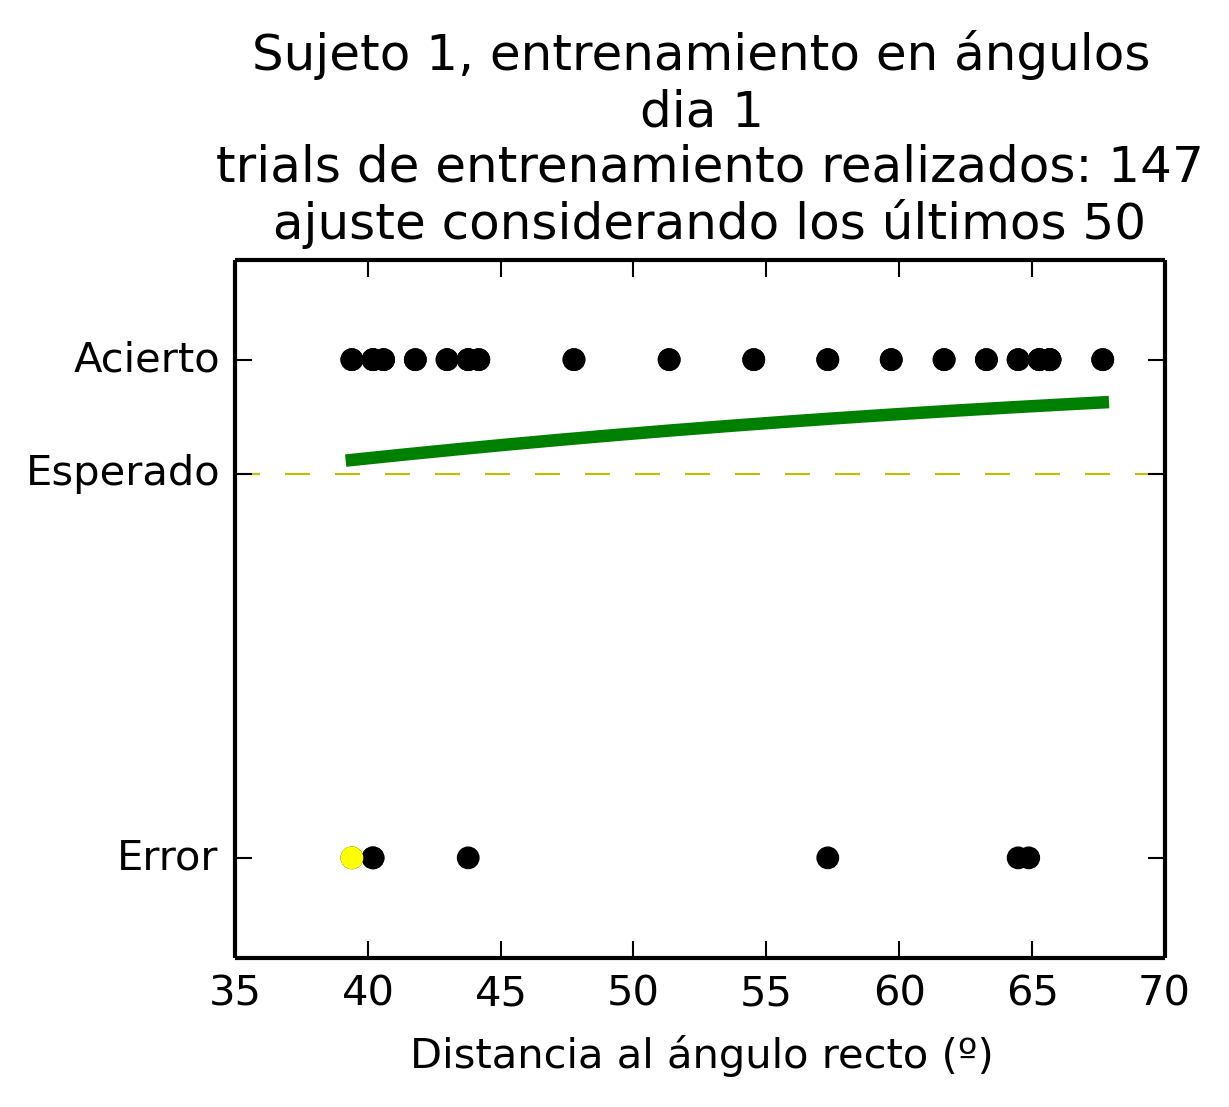 Sujeto 1, entrenamiento en ángulos
dia 1
trials de entrenamiento realizados: 147
ajuste considerando los últimos 50
Acierto
Esperado
Error
35 40 45 50 55 60 65 70
Distancia al ángulo recto (º)